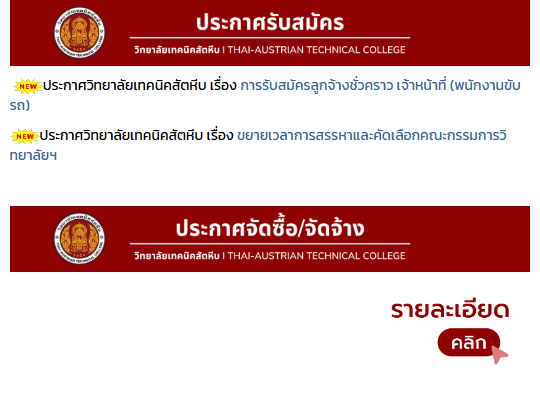 ประกาศรับสมัคร
วิทยาลัยเทคนิคสัตหีบ | THAI-AUSTRIAN TECHNICAL COLLEGE
NEW ประกาศวิทยาลัยเทคนิคสัตหีบ เรื่อง การรับสมัครลูกจ้างชั่วคราว เจ้าหน้าที่ (พนักงานขับ
รถ)
NEW ประกาศวิทยาลัยเทคนิคสัตหีบ เรื่อง ขยายเวลาการสรรหาและคัดเลือกคณะกรรมการวิ
ทยาลัยฯ
ประกาศจัดซื้อ/จัดจ้าง
วิทยาลัยเทคนิคสัตหีบ | THAI-AUSTRIAN TECHNICAL COLLEGE
รายละเอียด
คลิก